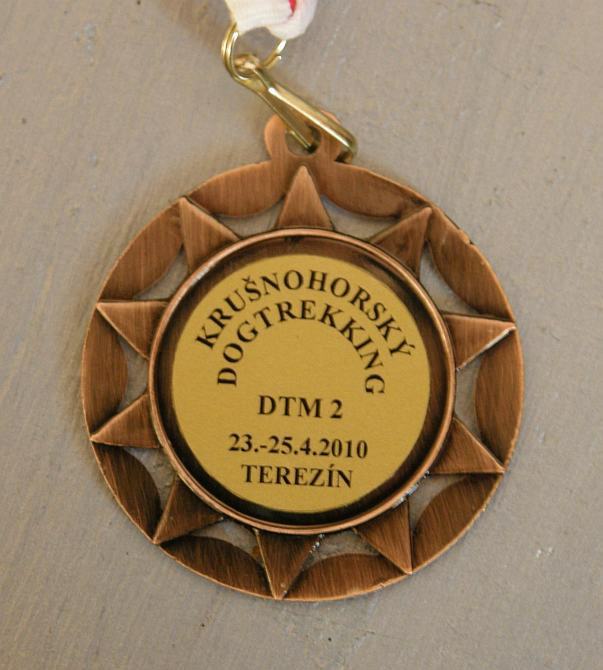 KRUŠNOHORSKÝ
DOGTREKKING
DTM 2
23.-25.4.2010
TEREZÍN